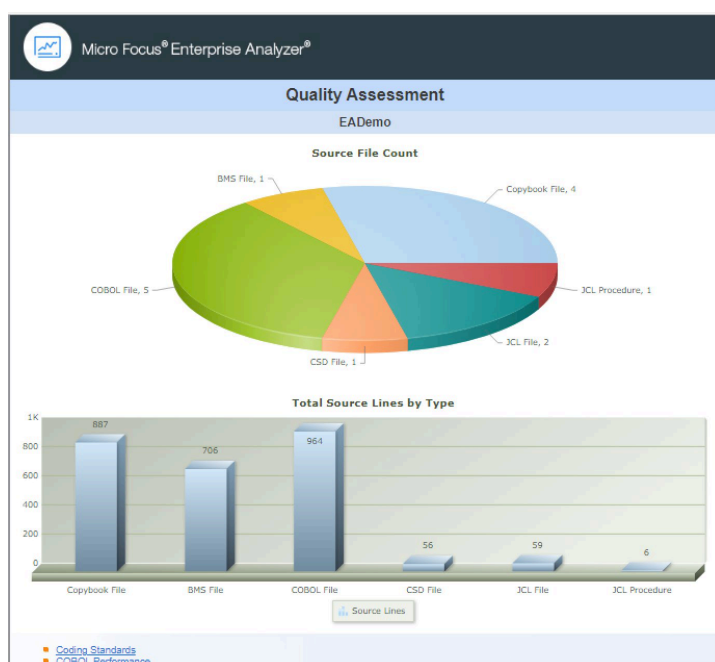 Micro Focus® Enterprise Analyzer®
Quality Assessment
EADemo
Source File Count
BMS File, 1
Copybook File, 4
COBOL File, 5
JCL Procedure, 1
JCL File, 2
CSD File, 1
Total Source Lines by Type
1K
800
600
400
200
0
887
706
964
56
59
6
Copybook File
BMS File
COBOL File
CSD File
JCL File
JCL Procedure
Source Lines
Coding Standards
COBOL Performance